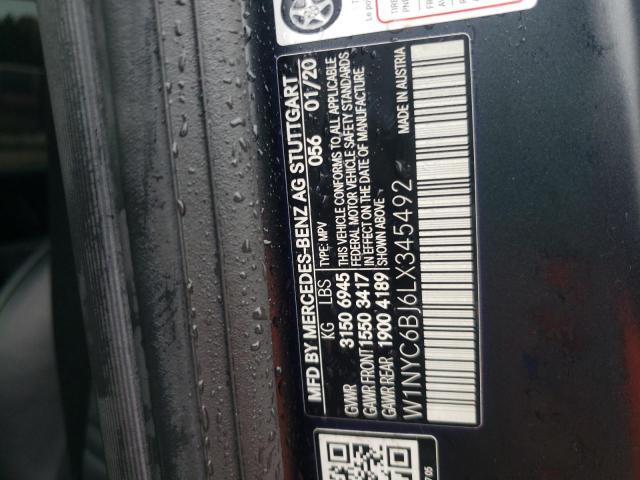 MFD BY MERCEDES-BENZ AG STUTTGART
056 01/20
KG LBS TYPE: MPV
GVWR 3150 6945
GAWR FRONT 1550 3417
GAWR REAR 1900 4189
THIS VEHICLE CONFORMS TO ALL APPLICABLE
FEDERAL MOTOR VEHICLE SAFETY STANDARDS
IN EFFECT ON THE DATE OF MANUFACTURE
SHOWN ABOVE
MADE IN AUSTRIA
W1NYC6BJ6LX345492